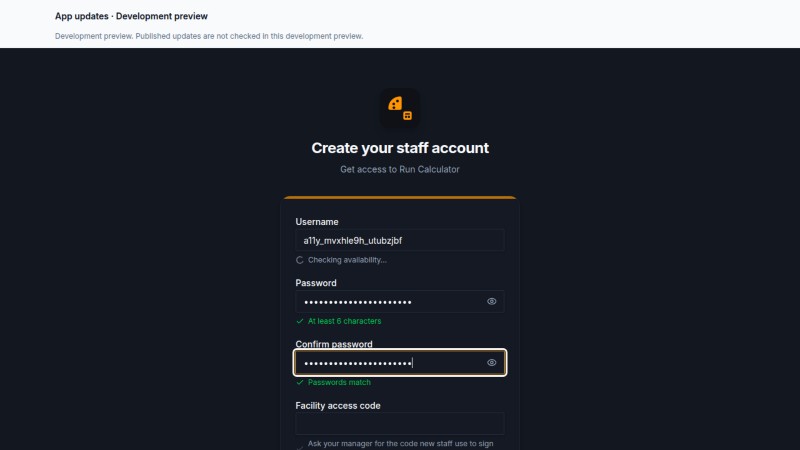 App updates · Development preview
Development preview. Published updates are not checked in this development preview.
Create your staff account
Get access to Run Calculator
Username
a11y_mvxhle9h_utubzjbf
Checking availability...
Password
••••••••••••••••••••••
At least 6 characters
Confirm password
••••••••••••••••••••••
Passwords match
Facility access code
Ask your manager for the code new staff use to sign